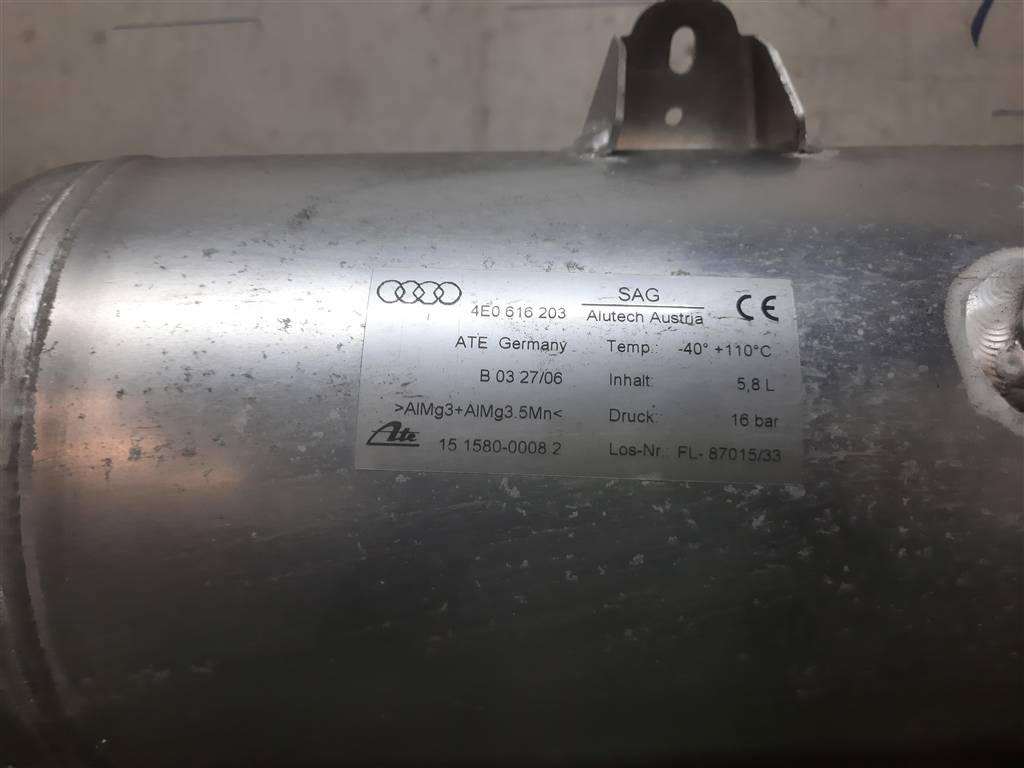 4E0 616 203
SAG
Alutech Austria
CE
ATE Germany
Temp.: -40° +110°C
B 03 27/06
Inhalt: 5,8 L
>AlMg3+AlMg3.5Mn<
Druck: 16 bar
Ate
15 1580-0008 2
Los-Nr.: FL- 87015/33